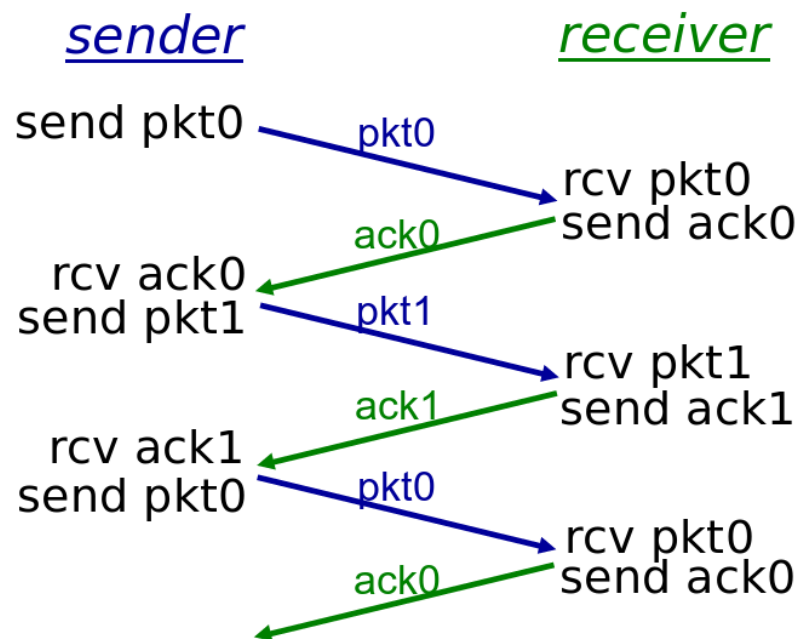 sender
receiver
send pkt0
pkt0
rcv pkt0
send ack0
ack0
rcv ack0
send pkt1
pkt1
rcv pkt1
send ack1
ack1
rcv ack1
send pkt0
pkt0
rcv pkt0
send ack0
ack0